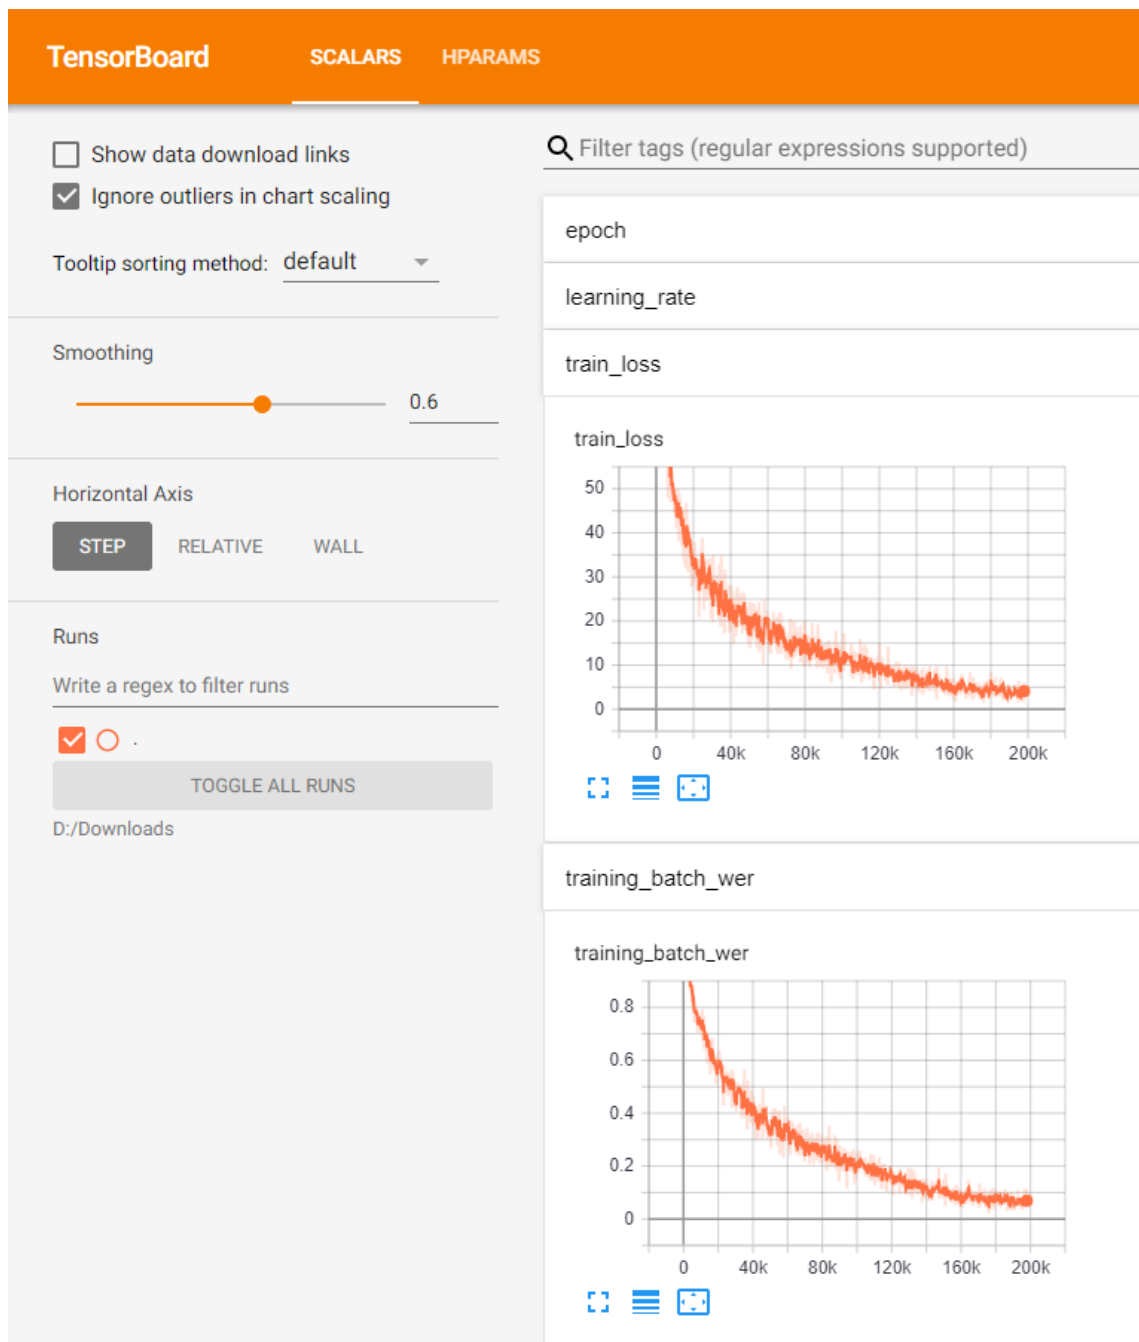 TensorBoard SCALARS HPARAMS
Show data download links
Ignore outliers in chart scaling
Tooltip sorting method: default
Smoothing
0.6
Horizontal Axis
STEP RELATIVE WALL
Runs
Write a regex to filter runs
.
TOGGLE ALL RUNS
D:/Downloads
Filter tags (regular expressions supported)
epoch
learning_rate
train_loss
train_loss
50
40
30
20
10
0
0 40k 80k 120k 160k 200k
training_batch_wer
training_batch_wer
0.8
0.6
0.4
0.2
0
0 40k 80k 120k 160k 200k